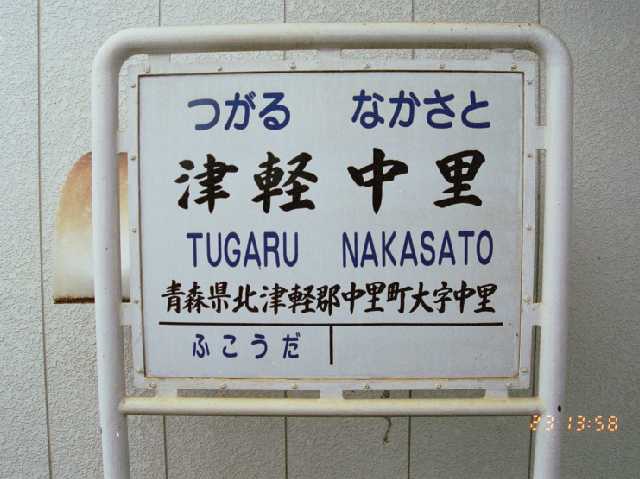 つがる なかさと
津軽中里
TUGARU NAKASATO
青森県北津軽郡中里町大字中里
ふこうだ
23 13:58